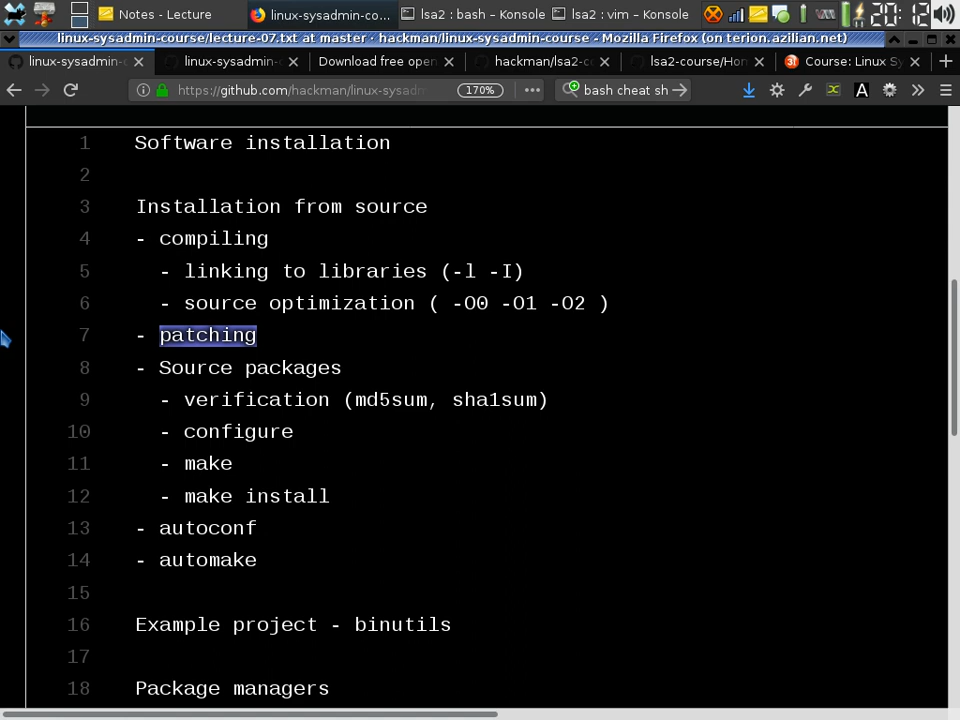 Notes - Lecture
linux-sysadmin-co...
lsa2 : bash – Konsole
lsa2 : vim – Konsole
20:12
linux-sysadmin-course/lecture-07.txt at master · hackman/linux-sysadmin-course - Mozilla Firefox (on terion.azilian.net)
linux-sysadmin-
linux-sysadmin-
Download free open
hackman/lsa2-c
lsa2-course/Hon
Course: Linux S
https://github.com/hackman/linux-sysadm
170%
bash cheat sh
A
1 Software installation
2
3 Installation from source
4 - compiling
5 - linking to libraries (-l -I)
6 - source optimization ( -O0 -O1 -O2 )
7 - patching
8 - Source packages
9 - verification (md5sum, sha1sum)
10 - configure
11 - make
12 - make install
13 - autoconf
14 - automake
15
16 Example project - binutils
17
18 Package managers